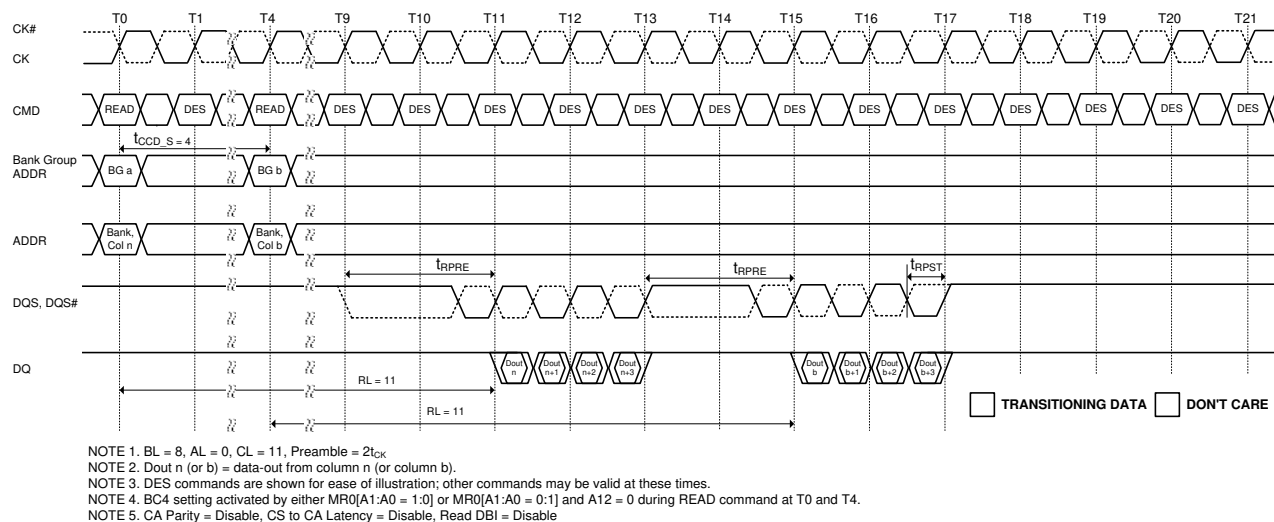 T0 T1 T4 T9 T10 T11 T12 T13 T14 T15 T16 T17 T18 T19 T20 T21
CK#
CK
CMD READ DES READ DES DES DES DES DES DES DES DES DES DES DES DES DES
tCCD_S = 4
Bank Group
ADDR
BG a BG b
ADDR
Bank, Col n
Bank, Col b
tRPRE tRPRE tRPST
DQS, DQS#
DQ
Dout n
Dout n+1
Dout n+2
Dout n+3
Dout b
Dout b+1
Dout b+2
Dout b+3
RL = 11
RL = 11
TRANSITIONING DATA DON'T CARE
NOTE 1. BL = 8, AL = 0, CL = 11, Preamble = 2tCK
NOTE 2. Dout n (or b) = data-out from column n (or column b).
NOTE 3. DES commands are shown for ease of illustration; other commands may be valid at these times.
NOTE 4. BC4 setting activated by either MR0[A1:A0 = 1:0] or MR0[A1:A0 = 0:1] and A12 = 0 during READ command at T0 and T4.
NOTE 5. CA Parity = Disable, CS to CA Latency = Disable, Read DBI = Disable